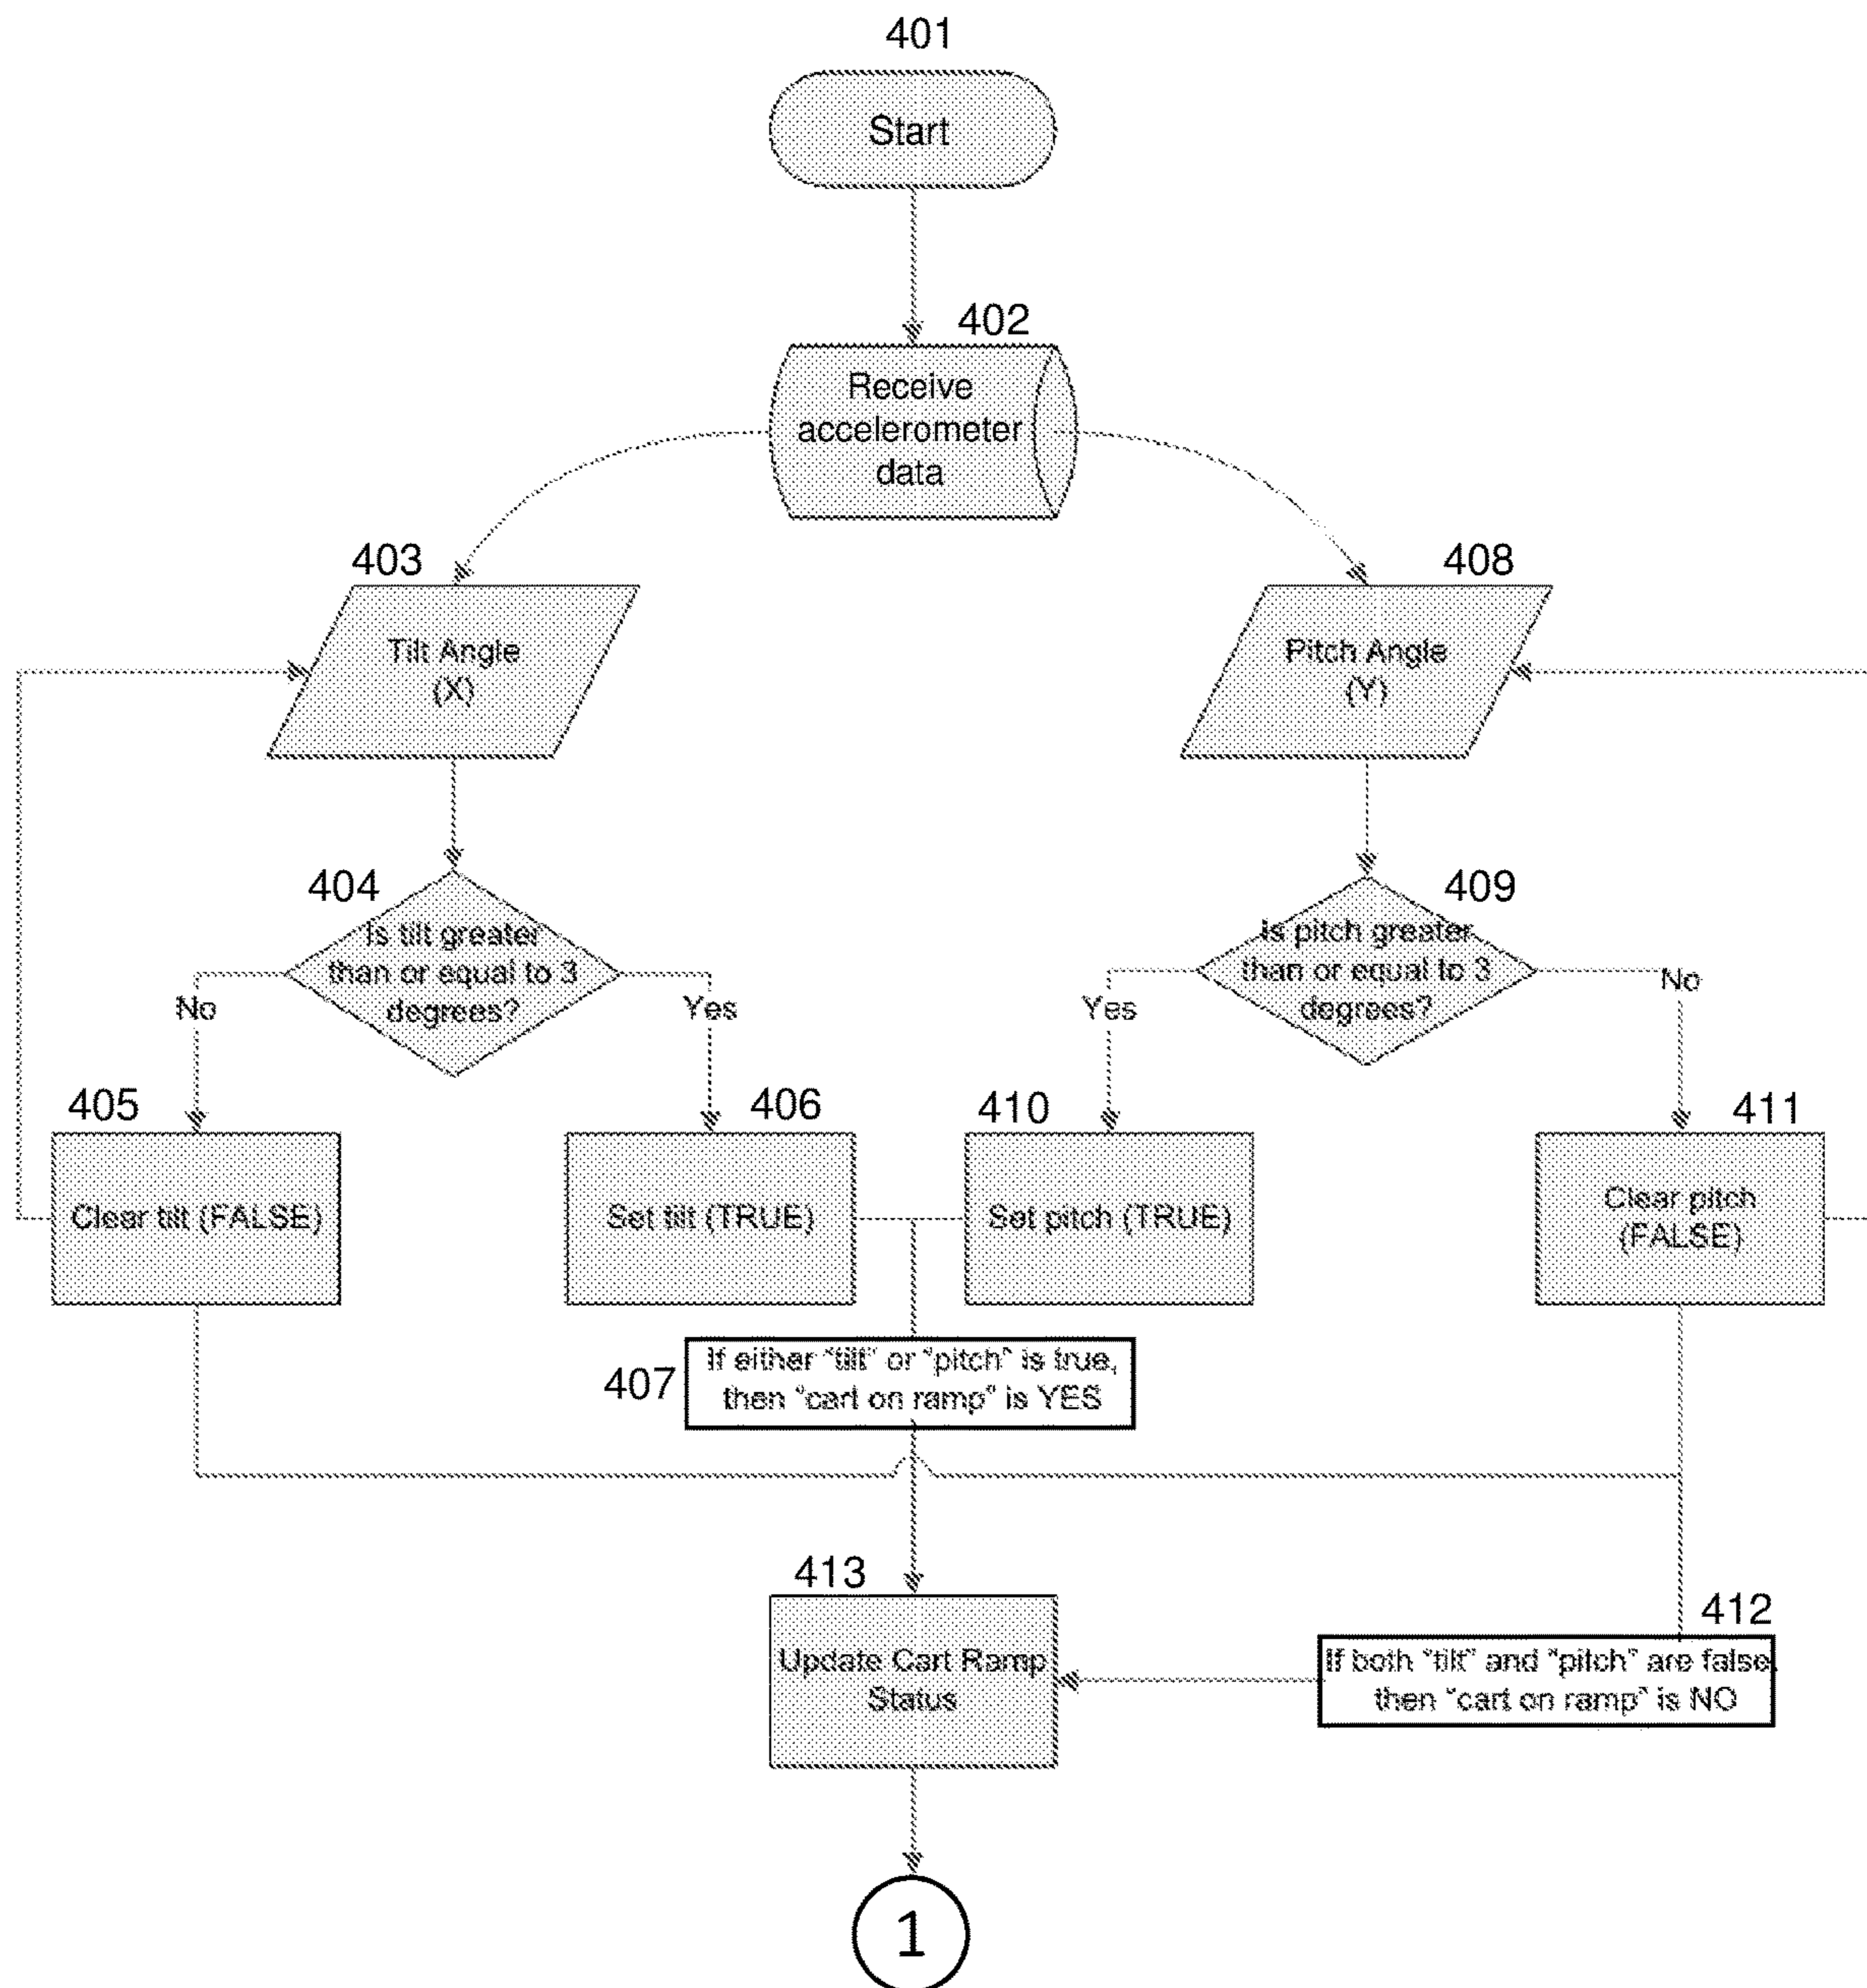 401
Start
402
Receive
accelerometer
data
403
Tilt Angle
(X)
408
Pitch Angle
(Y)
404
Is tilt greater
than or equal to 3
degrees?
No
Yes
409
Is pitch greater
than or equal to 3
degrees?
Yes
No
405
Clear tilt (FALSE)
406
Set tilt (TRUE)
410
Set pitch (TRUE)
411
Clear pitch
(FALSE)
407
If either "tilt" or "pitch" is true,
then "cart on ramp" is YES
413
Update Cart Ramp
Status
412
If both "tilt" and "pitch" are false,
then "cart on ramp" is NO
1